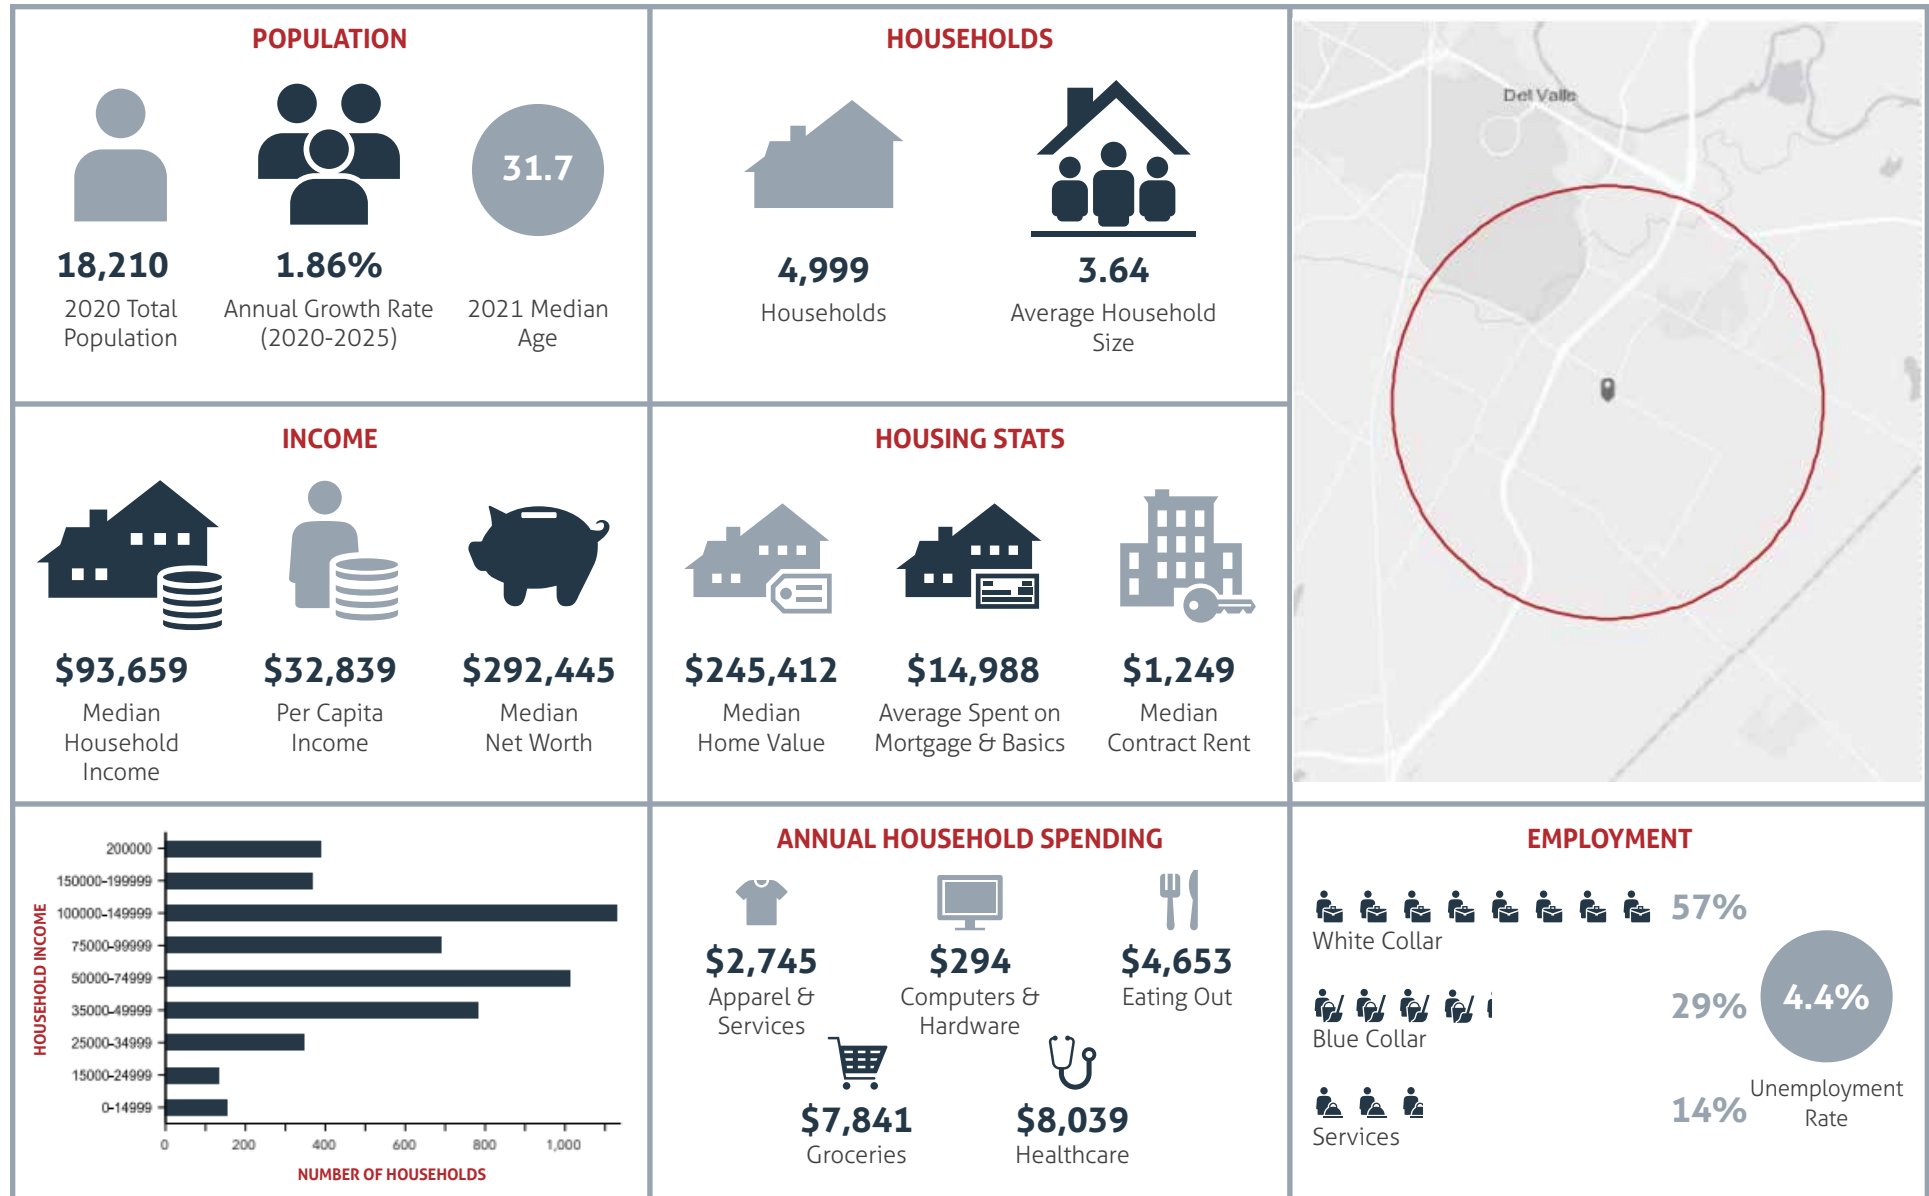 POPULATION
31.7
18,210
1.86%
2020 Total
Population
Annual Growth Rate
(2020-2025)
2021 Median
Age
HOUSEHOLDS
4,999
Households
3.64
Average Household
Size
Del Valle
INCOME
$93,659
Median
Household
Income
$32,839
Per Capita
Income
$292,445
Median
Net Worth
HOUSING STATS
$245,412
Median
Home Value
$14,988
Average Spent on
Mortgage & Basics
$1,249
Median
Contract Rent
HOUSEHOLD INCOME
200000
150000-199999
100000-149999
75000-99999
50000-74999
35000-49999
25000-34999
15000-24999
0-14999
0 200 400 600 800 1,000
NUMBER OF HOUSEHOLDS
ANNUAL HOUSEHOLD SPENDING
$2,745
Apparel &
Services
$294
Computers &
Hardware
$4,653
Eating Out
$7,841
Groceries
$8,039
Healthcare
EMPLOYMENT
57%
White Collar
29%
Blue Collar
14%
Services
4.4%
Unemployment
Rate